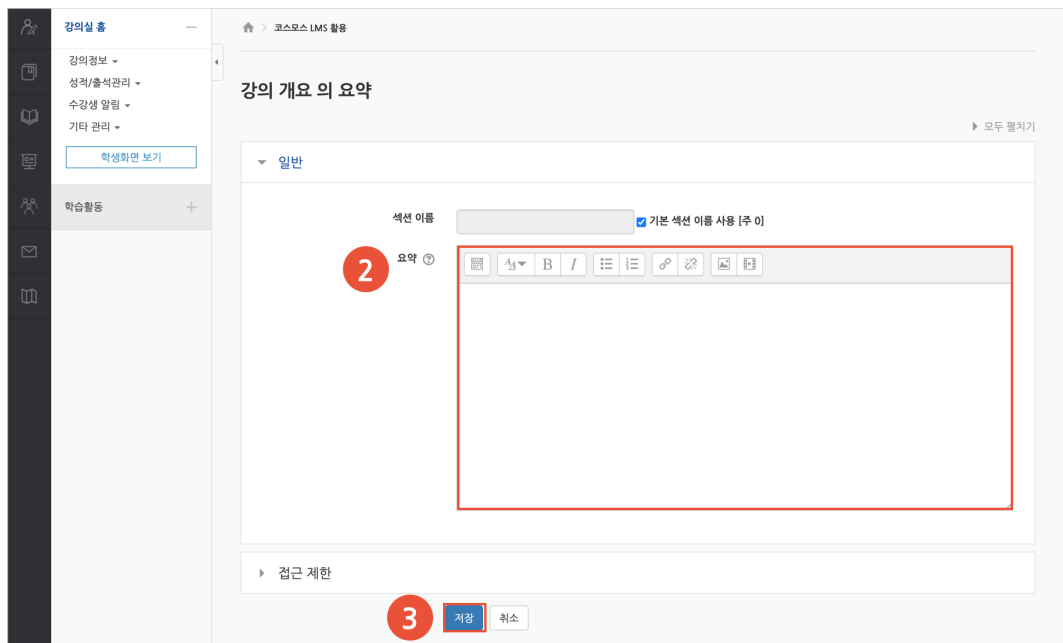 강의실 홈
강의정보
성적/출석관리
수강생 알림
기타 관리
학생화면 보기
학습활동
코스모스 LMS 활용
강의 개요 의 요약
모두 펼치기
일반
섹션 이름
기본 섹션 이름 사용 [주 0]
2
요약
B I
3
저장
취소
접근 제한